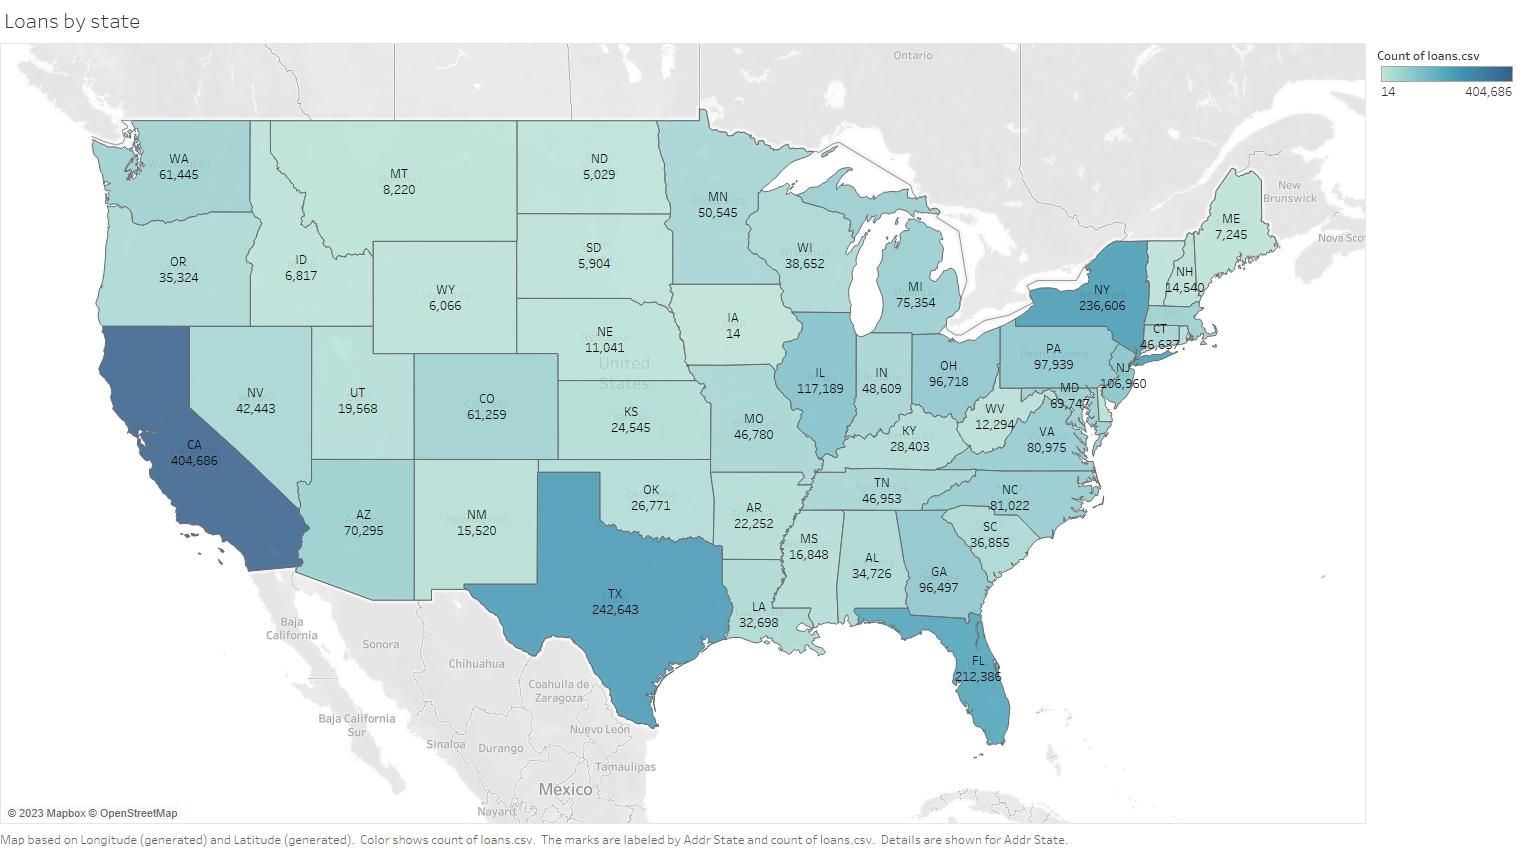 Loans by state
Count of loans.csv
14
404,686
Ontario
New
Brunswick
Nova Sco
WA
61,445
MT
8,220
ND
5,029
MN
50,545
ME
7,245
OR
35,324
ID
6,817
SD
5,904
WI
38,652
VT
NH
14,540
WY
6,066
MI
75,354
NY
236,606
MA
IA
14
NE
11,041
CT
46,637
PA
97,939
United
States
NV
42,443
UT
19,568
CO
61,259
IL
117,189
IN
48,609
OH
96,718
NJ
106,960
MD
69,747
KS
24,545
MO
46,780
WV
12,294
VA
80,975
KY
28,403
CA
404,686
TN
46,953
NC
81,022
AZ
70,295
NM
15,520
OK
26,771
AR
22,252
SC
36,855
MS
16,848
AL
34,726
GA
96,497
TX
242,643
LA
32,698
FL
212,386
Baja
California
Sonora
Chihuahua
Coahuila de
Zaragoza
Baja California
Sur
Nuevo León
Sinaloa
Durango
Tamaulipas
Mexico
Nayarit
© 2023 Mapbox © OpenStreetMap
Map based on Longitude (generated) and Latitude (generated).  Color shows count of loans.csv.  The marks are labeled by Addr State and count of loans.csv.  Details are shown for Addr State.